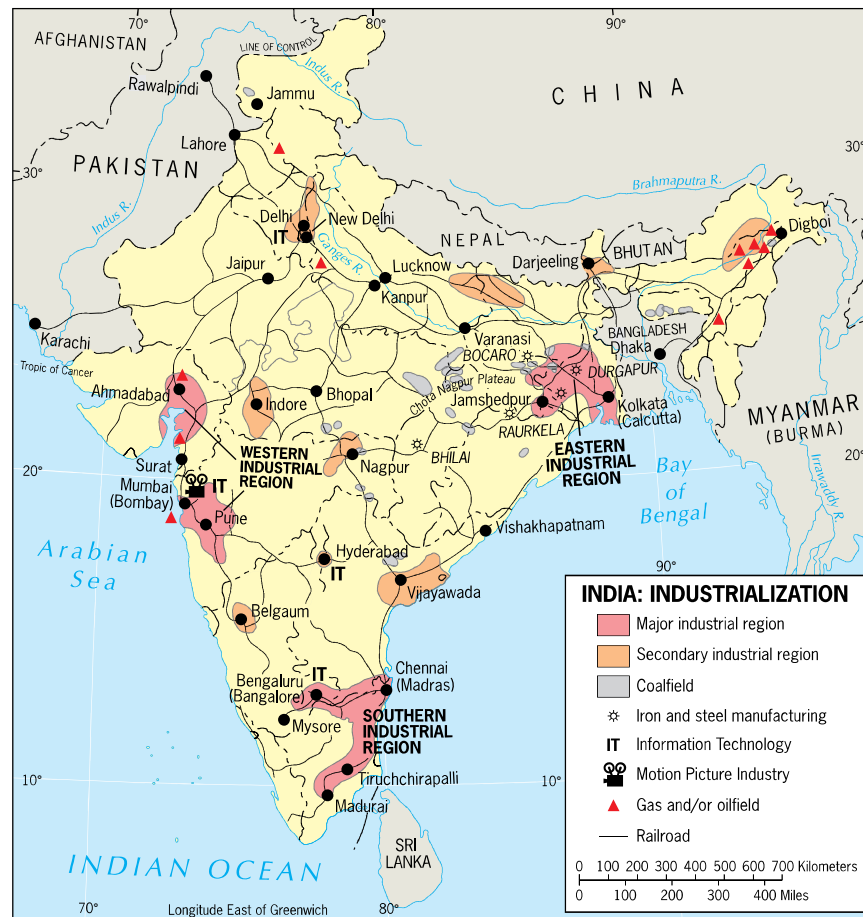 70°
80°
90°
AFGHANISTAN
LINE OF CONTROL
Indus R.
Rawalpindi
Jammu
CHINA
Lahore
PAKISTAN
30°
30°
Indus R.
Brahmaputra R.
Delhi
New Delhi
IT
Digboi
NEPAL
BHUTAN
Ganges R.
Darjeeling
Jaipur
Lucknow
Kanpur
Karachi
Varanasi
BANGLADESH
Dhaka
BOCARO
Tropic of Cancer
DURGAPUR
Ahmadabad
Bhopal
Chota Nagpur Plateau
Indore
Jamshedpur
Kolkata
(Calcutta)
MYANMAR
(BURMA)
RAURKELA
WESTERN
INDUSTRIAL
REGION
BHILAI
EASTERN
INDUSTRIAL
REGION
Nagpur
Surat
20°
20°
Mumbai
(Bombay)
IT
Bay
of
Bengal
Irrawaddy R.
Pune
Vishakhapatnam
Arabian
Sea
Hyderabad
IT
90°
Vijayawada
Belgaum
INDIA: INDUSTRIALIZATION
Major industrial region
Secondary industrial region
Coalfield
Iron and steel manufacturing
IT Information Technology
Motion Picture Industry
Gas and/or oilfield
Railroad
0 100 200 300 400 500 600 700 Kilometers
0 100 200 300 400 Miles
IT
Bengaluru
(Bangalore)
Chennai
(Madras)
Mysore
SOUTHERN
INDUSTRIAL
REGION
Tiruchchirapalli
10°
10°
Madurai
SRI
LANKA
INDIAN OCEAN
70°
Longitude East of Greenwich
80°